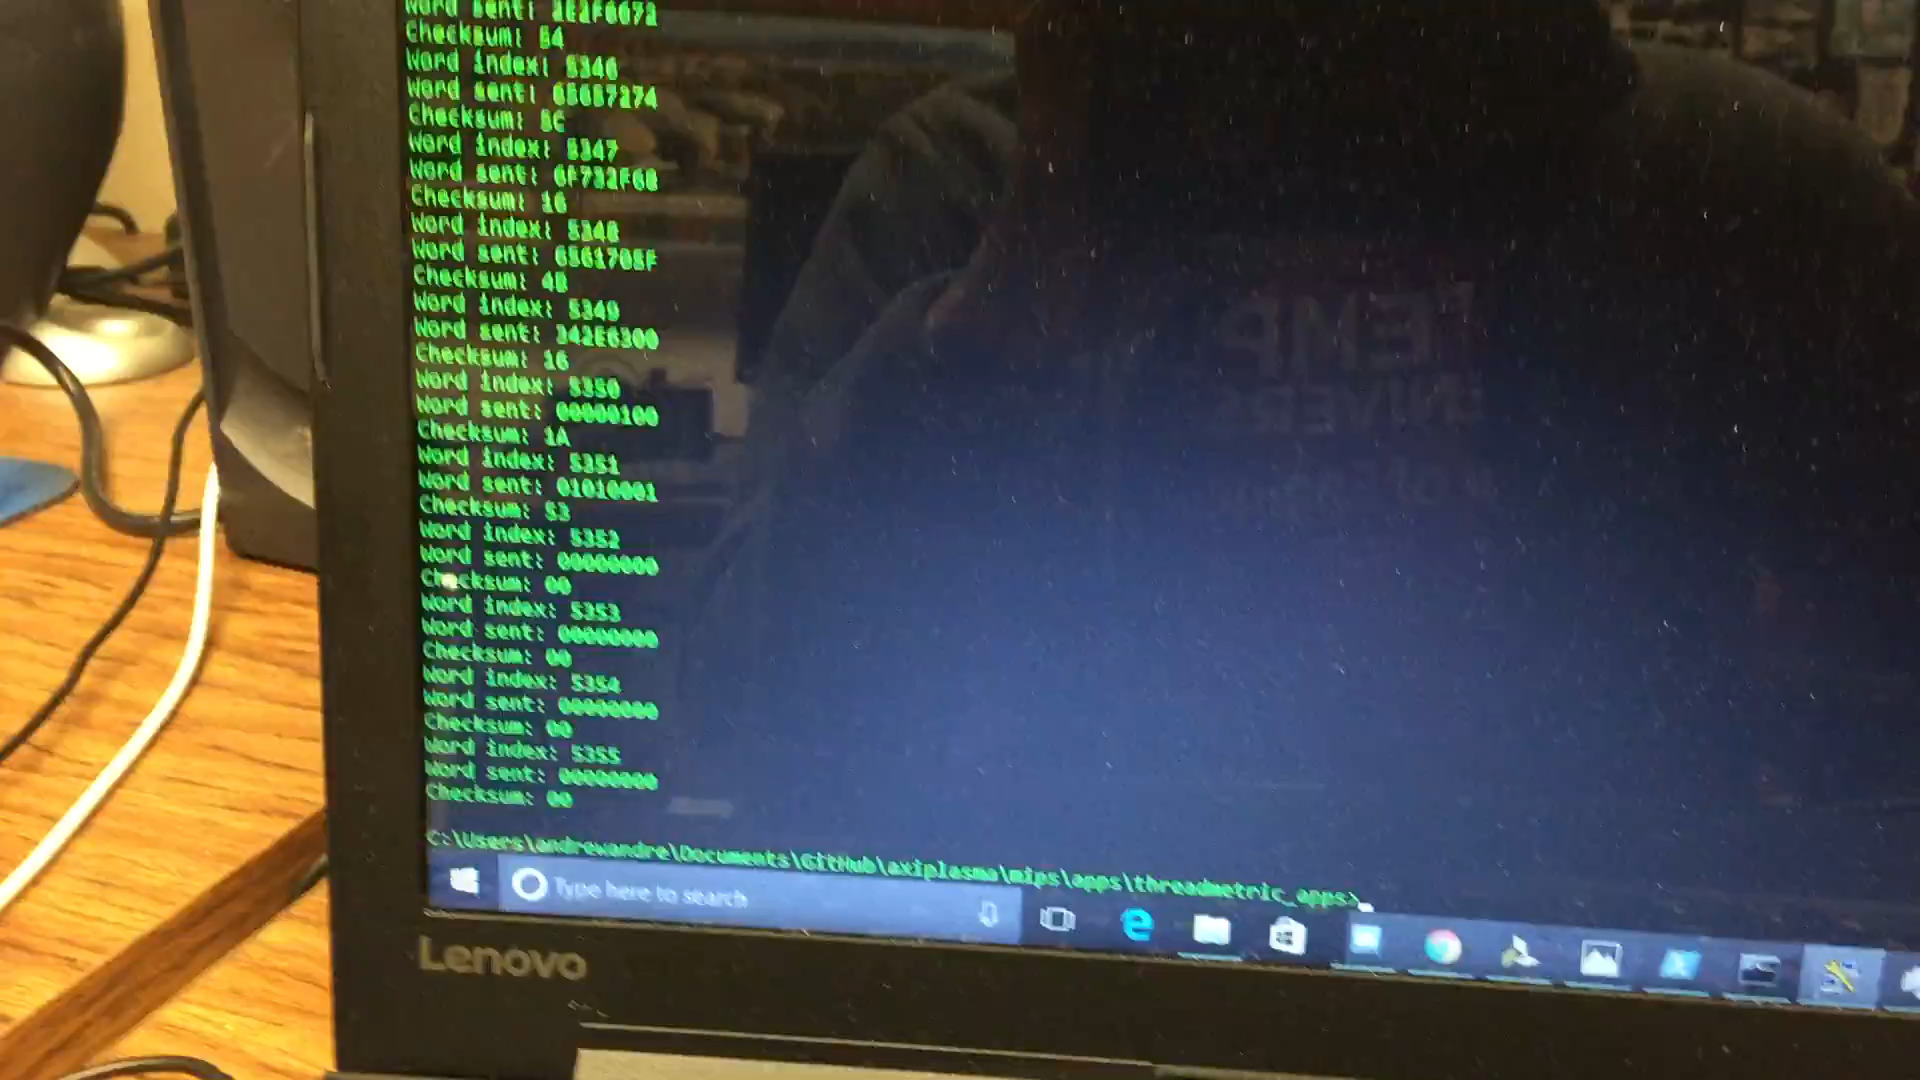 Word sent: 2E2F6672
Checksum: 54
Word index: 5346
Word sent: 65657274
Checksum: 5C
Word index: 5347
Word sent: 6F732F68
Checksum: 16
Word index: 5348
Word sent: 6561705F
Checksum: 4B
Word index: 5349
Word sent: 342E6300
Checksum: 16
Word index: 5350
Word sent: 00000100
Checksum: 1A
Word index: 5351
Word sent: 01010001
Checksum: 53
Word index: 5352
Word sent: 00000000
Checksum: 00
Word index: 5353
Word sent: 00000000
Checksum: 00
Word index: 5354
Word sent: 00000000
Checksum: 00
Word index: 5355
Word sent: 00000000
Checksum: 00
C:\Users\andrewandre\Documents\GitHub\axiplasma\mips\apps\threadmetric_apps>
Type here to search
Lenovo